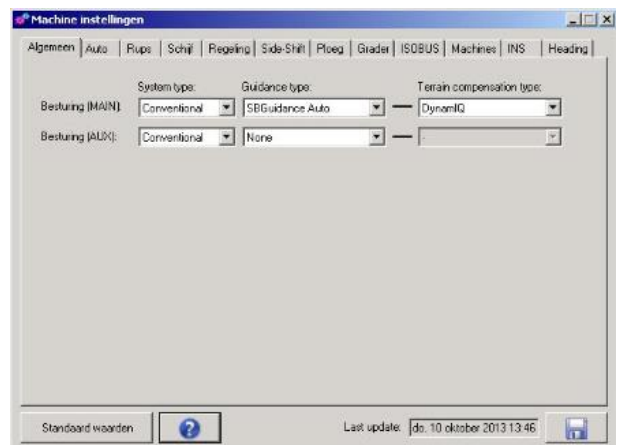 Machine instellingen
Algemeen Auto Rups Schijf Regeling Side-Shift Ploeg Grader ISOBUS Machines INS Heading
System type: Guidance type: Terrain compensation type:
Besturing (MAIN): Conventional SBGuidance Auto DynamIQ
Besturing (AUX): Conventional None -
Standaard waarden ? Last update: do. 10 oktober 2013 13:46